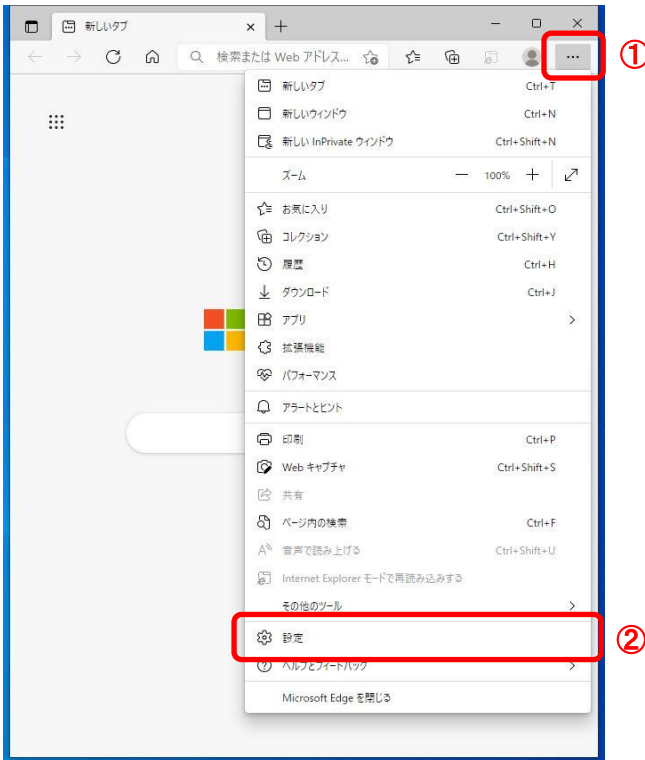 新しいタブ
検索または Web アドレス...
①
新しいタブ Ctrl+T
新しいウィンドウ Ctrl+N
新しい InPrivate ウィンドウ Ctrl+Shift+N
ズーム 100%
お気に入り Ctrl+Shift+O
コレクション Ctrl+Shift+Y
履歴 Ctrl+H
ダウンロード Ctrl+J
アプリ
拡張機能
パフォーマンス
アラートとヒント
印刷 Ctrl+P
Web キャプチャ Ctrl+Shift+S
共有
ページ内の検索 Ctrl+F
音声で読み上げる Ctrl+Shift+U
Internet Explorer モードで再読み込みする
その他のツール
設定
②
ヘルプとフィードバック
Microsoft Edge を閉じる